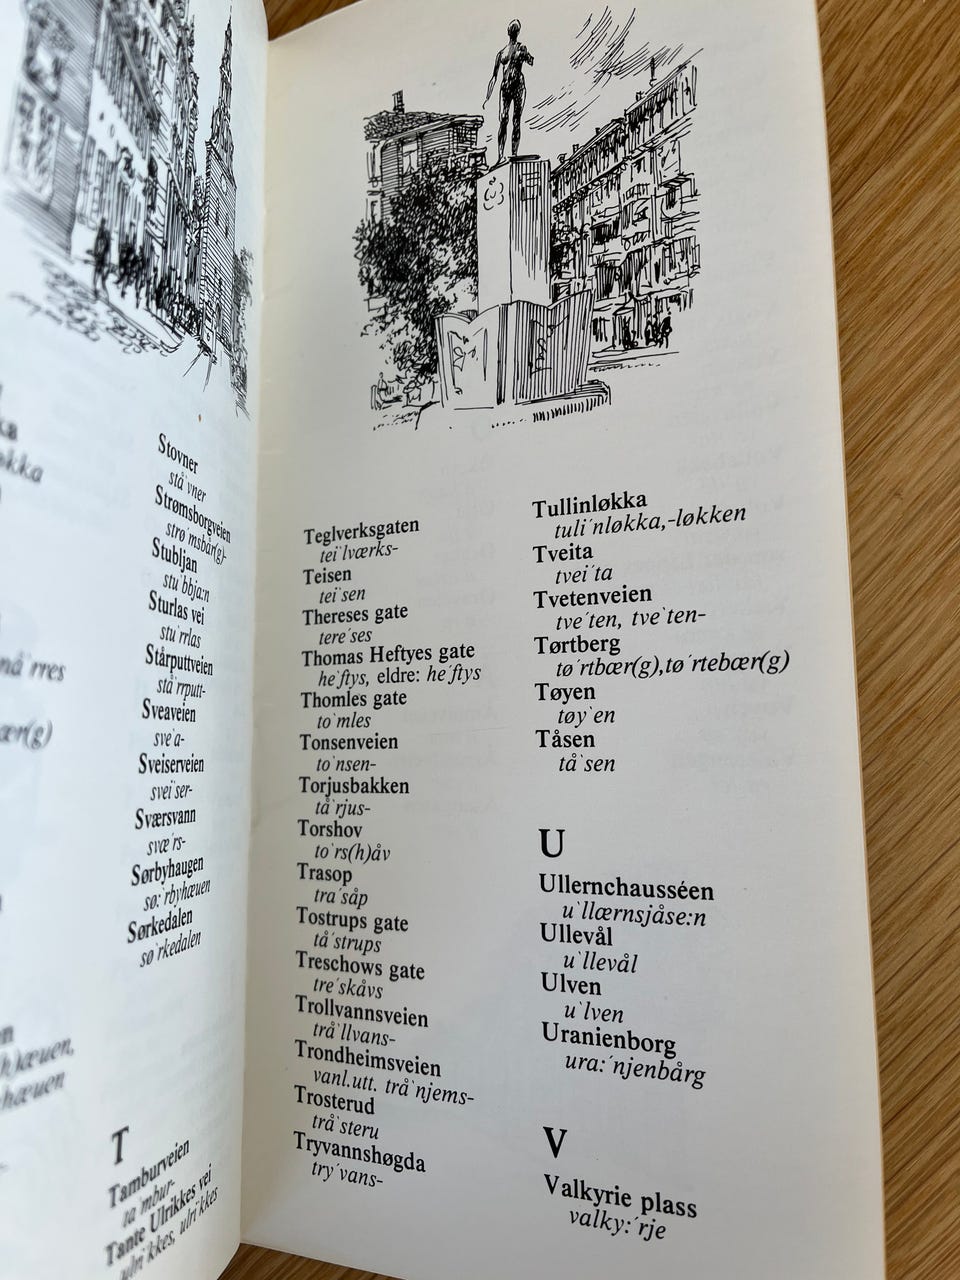 økka
nå`rres
ær(g)
Stovner
stå`vner
Strømsborgveien
strø´msbår(g)-
Stubljan
stu`bbja:n
Sturlas vei
stu`rrlas
Stårputtveien
stå`rrputt-
Sveaveien
sve`a-
Sveiserveien
svei´ser-
Sværsvann
svæ´rs-
Sørbyhaugen
sø:`rbyhæuen
Sørkedalen
sø`rkedalen
T
Tamburveien
ta`mbur-
Tante Ulrikkes vei
ulri`kkes, ulri´kkes
Teglverksgaten
tei`lværks-
Teisen
tei´sen
Thereses gate
tere´ses
Thomas Heftyes gate
he`ftys, eldre: he´ftys
Thomles gate
to`mles
Tonsenveien
to`nsen-
Torjusbakken
tå`rjus-
Torshov
to`rs(h)åv
Trasop
tra´såp
Tostrups gate
tå´strups
Treschows gate
tre´skåvs
Trollvannsveien
trå`llvans-
Trondheimsveien
vanl.utt. trå`njems-
Trosterud
trå`steru
Tryvannshøgda
try´vans-
Tullinløkka
tuli´nløkka,-løkken
Tveita
tvei´ta
Tvetenveien
tve´ten, tve`ten-
Tørtberg
tø´rtbær(g),tø´rtebær(g)
Tøyen
tøy`en
Tåsen
tå`sen
U
Ullernchausséen
u`llærnsjåse:n
Ullevål
u`llevål
Ulven
u`lven
Uranienborg
ura:´njenbårg
V
Valkyrie plass
valky:´rje